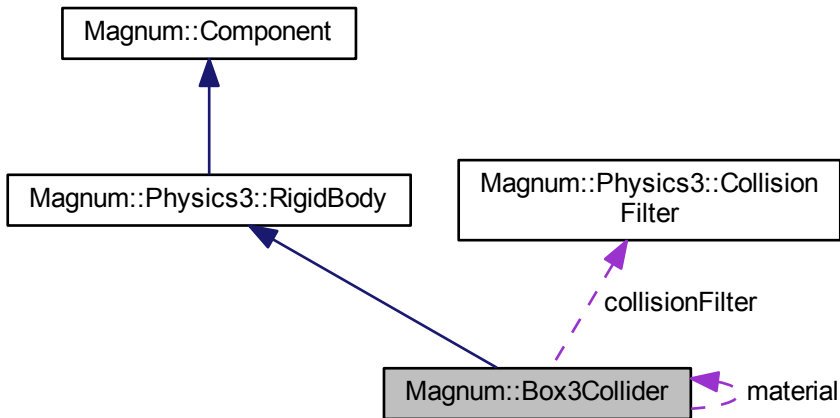 Magnum::Component
Magnum::Physics3::RigidBody
Magnum::Physics3::Collision
Filter
collisionFilter
Magnum::Box3Collider
material